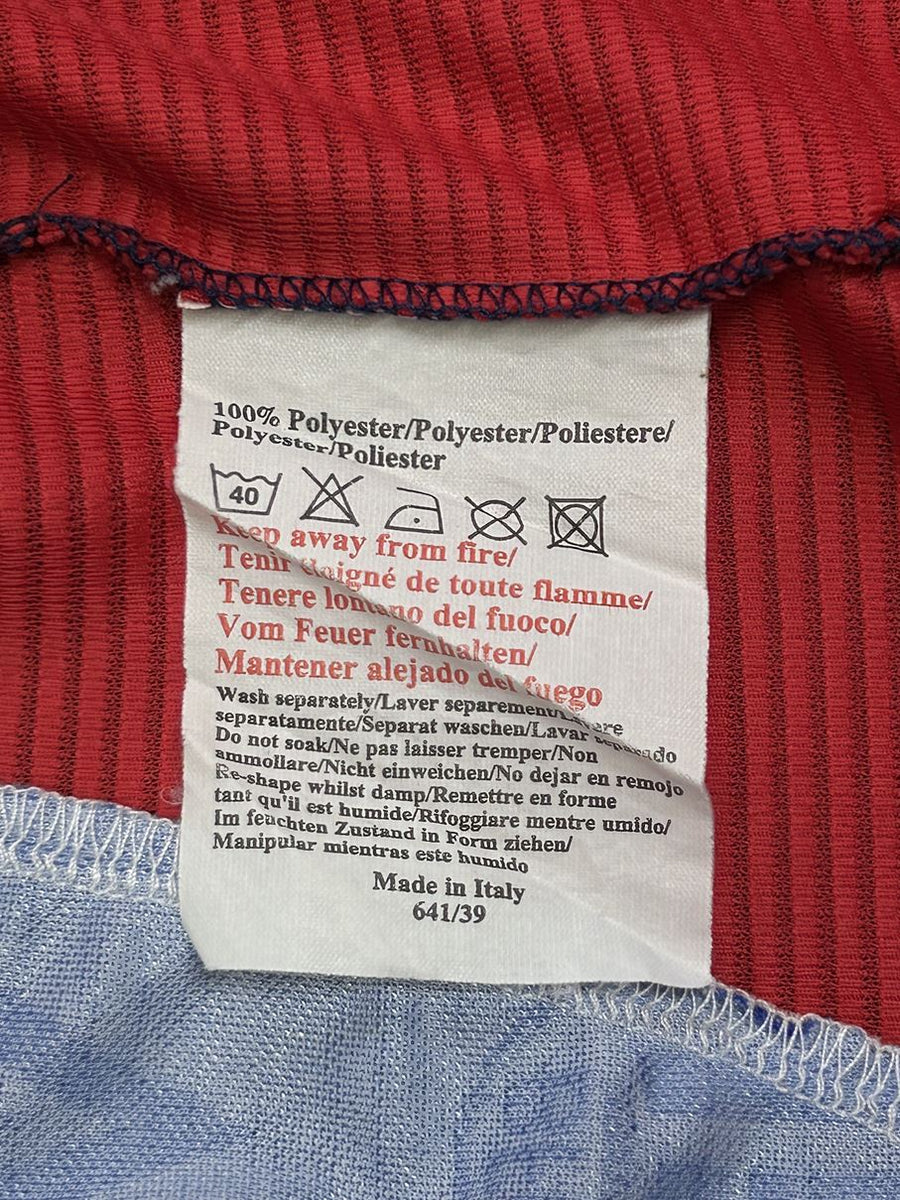 100% Polyester/Polyester/Poliestere/
Polyester/Poliester
40
Keep away from fire/
Tenir éloigné de toute flamme/
Tenere lontano del fuoco/
Vom Feuer fernhalten/
Mantener alejado del fuego
Wash separately/Laver separement/Lavare
separatamente/Separat waschen/Lavar separado
Do not soak/Ne pas laisser tremper/Non
ammollare/Nicht einweichen/No dejar en remojo
Re-shape whilst damp/Remettre en forme
tant qu'il est humide/Rifoggiare mentre umido/
Im feuchten Zustand in Form ziehen/
Manipular mientras este humido
Made in Italy
641/39